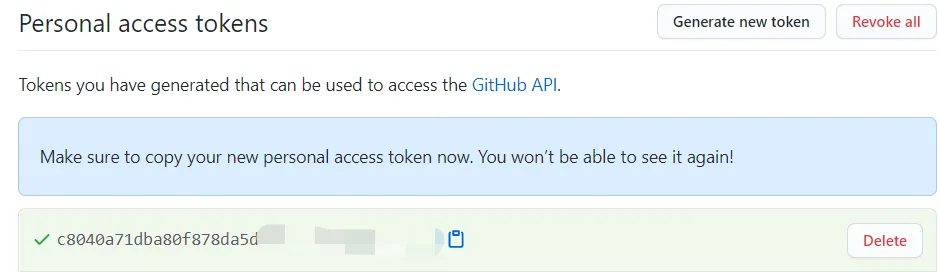 Personal access tokens
Generate new token
Revoke all
Tokens you have generated that can be used to access the GitHub API.
Make sure to copy your new personal access token now. You won’t be able to see it again!
c8040a71dba80f878da5d
Delete